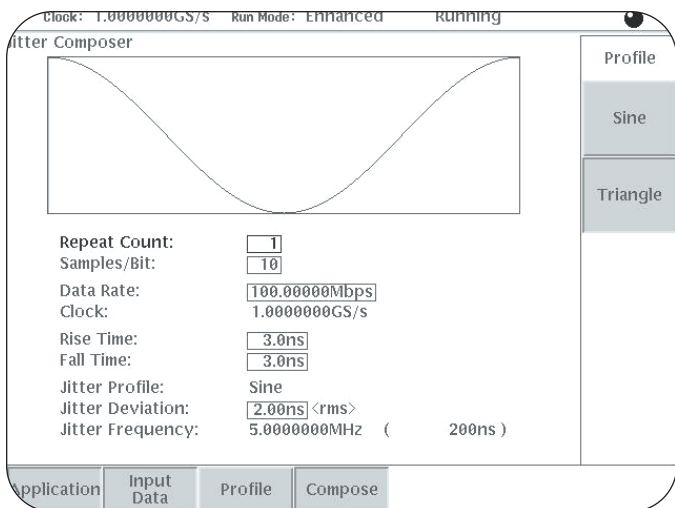 Clock: 1.0000000GS/s Run Mode: Enhanced Running
Jitter Composer
Profile
Sine
Triangle
Repeat Count: 1
Samples/Bit: 10
Data Rate: 100.00000Mbps
Clock: 1.0000000GS/s
Rise Time: 3.0ns
Fall Time: 3.0ns
Jitter Profile: Sine
Jitter Deviation: 2.00ns <rms>
Jitter Frequency: 5.0000000MHz ( 200ns )
Application
Input
Data
Profile
Compose